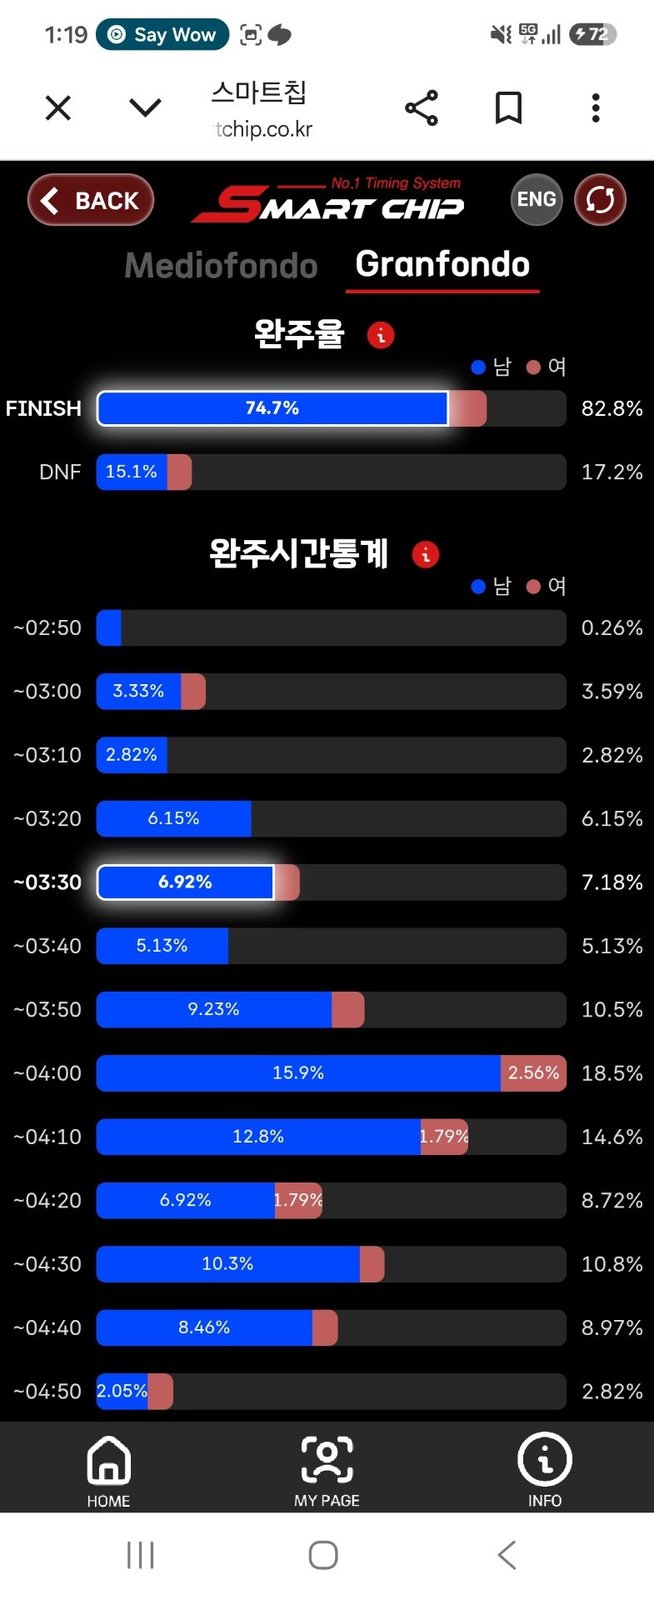 1:19 Say Wow 5G 72
스마트칩
tchip.co.kr
BACK No.1 Timing System SMART CHIP ENG
Mediofondo Granfondo
완주율 i
남 여
FINISH 74.7% 82.8%
DNF 15.1% 17.2%
완주시간통계 i
남 여
~02:50 0.26%
~03:00 3.33% 3.59%
~03:10 2.82% 2.82%
~03:20 6.15% 6.15%
~03:30 6.92% 7.18%
~03:40 5.13% 5.13%
~03:50 9.23% 10.5%
~04:00 15.9% 2.56% 18.5%
~04:10 12.8% 1.79% 14.6%
~04:20 6.92% 1.79% 8.72%
~04:30 10.3% 10.8%
~04:40 8.46% 8.97%
~04:50 2.05% 2.82%
HOME MY PAGE INFO